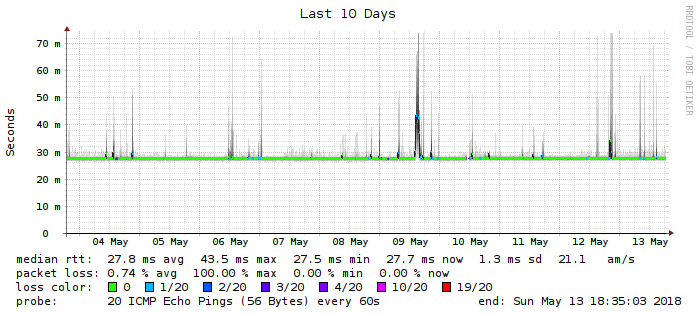 Last 10 Days
RRDTOOL / TOBI OETIKER
Seconds
70 m
60 m
50 m
40 m
30 m
20 m
10 m
0
04 May 05 May 06 May 07 May 08 May 09 May 10 May 11 May 12 May 13 May
median rtt: 27.8 ms avg 43.5 ms max 27.5 ms min 27.7 ms now 1.3 ms sd 21.1 am/s
packet loss: 0.74 % avg 100.00 % max 0.00 % min 0.00 % now
loss color: 0 1/20 2/20 3/20 4/20 10/20 19/20
probe: 20 ICMP Echo Pings (56 Bytes) every 60s end: Sun May 13 18:35:03 2018